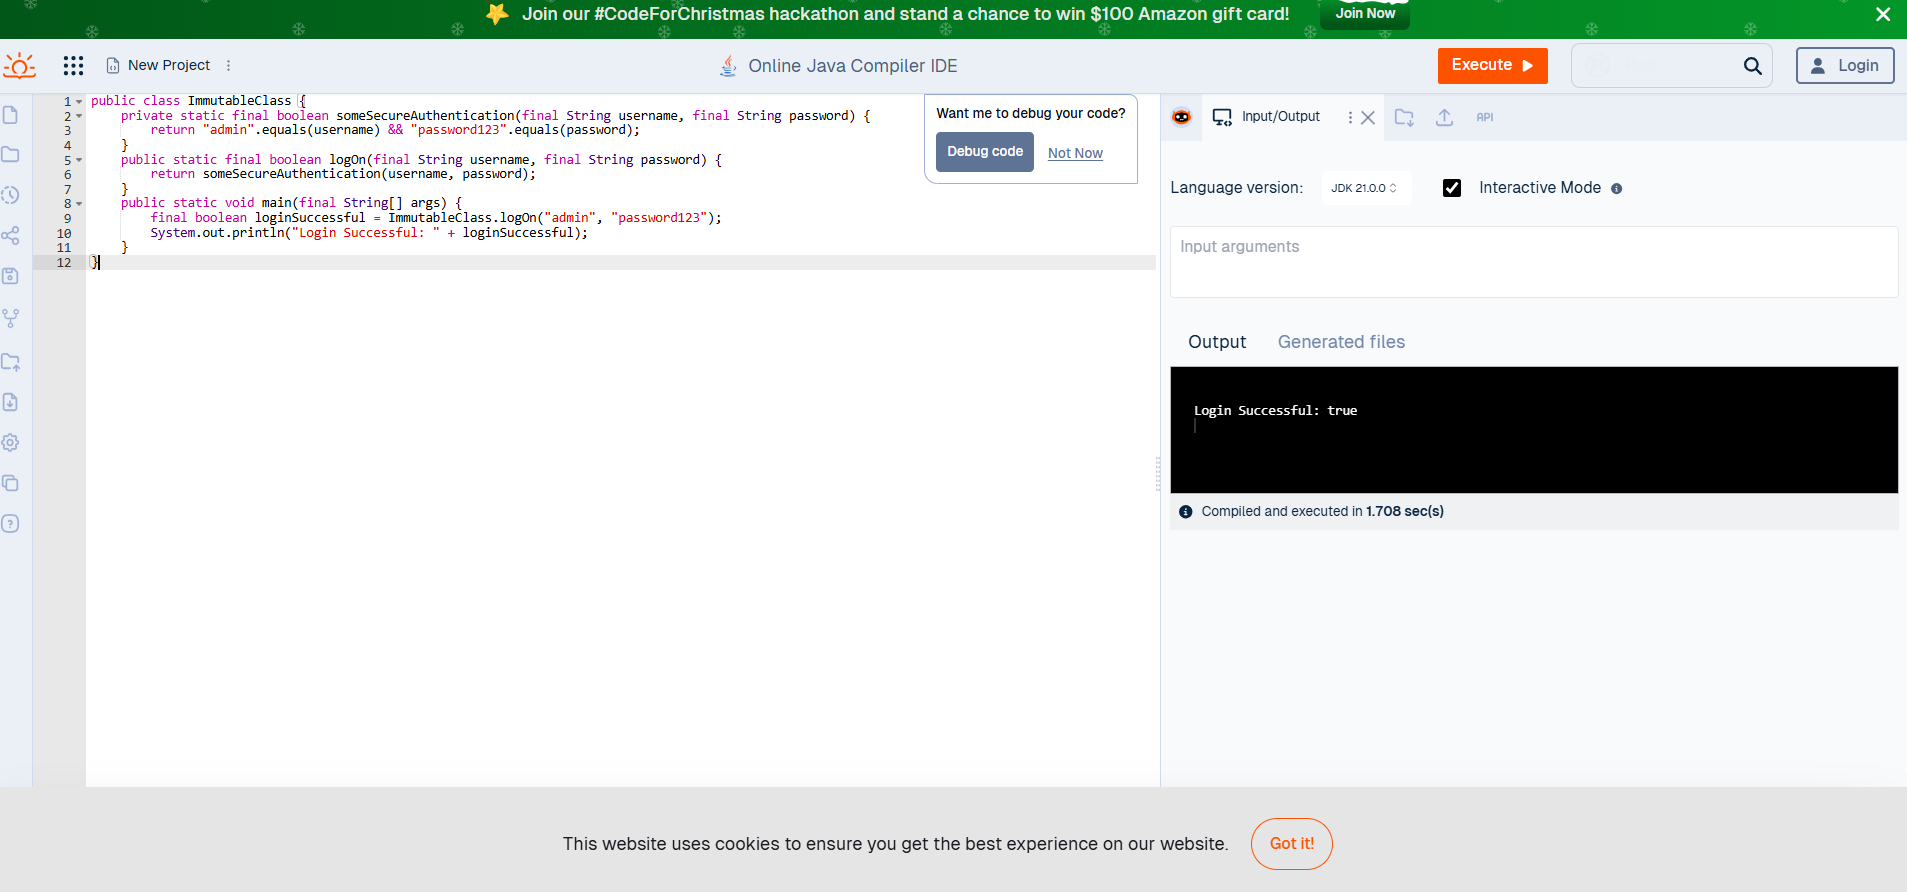 Join our #CodeForChristmas hackathon and stand a chance to win $100 Amazon gift card!
Join Now
New Project
Online Java Compiler IDE
Execute
Login
1 public class ImmutableClass {
2 private static final boolean someSecureAuthentication(final String username, final String password) {
3 return "admin".equals(username) && "password123".equals(password);
4 }
5 public static final boolean logOn(final String username, final String password) {
6 return someSecureAuthentication(username, password);
7 }
8 public static void main(final String[] args) {
9 final boolean loginSuccessful = ImmutableClass.logOn("admin", "password123");
10 System.out.println("Login Successful: " + loginSuccessful);
11 }
12 }
Want me to debug your code?
Debug code
Not Now
Input/Output
API
Language version:
JDK 21.0.0
Interactive Mode
Input arguments
Output
Generated files
Login Successful: true
Compiled and executed in 1.708 sec(s)
This website uses cookies to ensure you get the best experience on our website.
Got it!